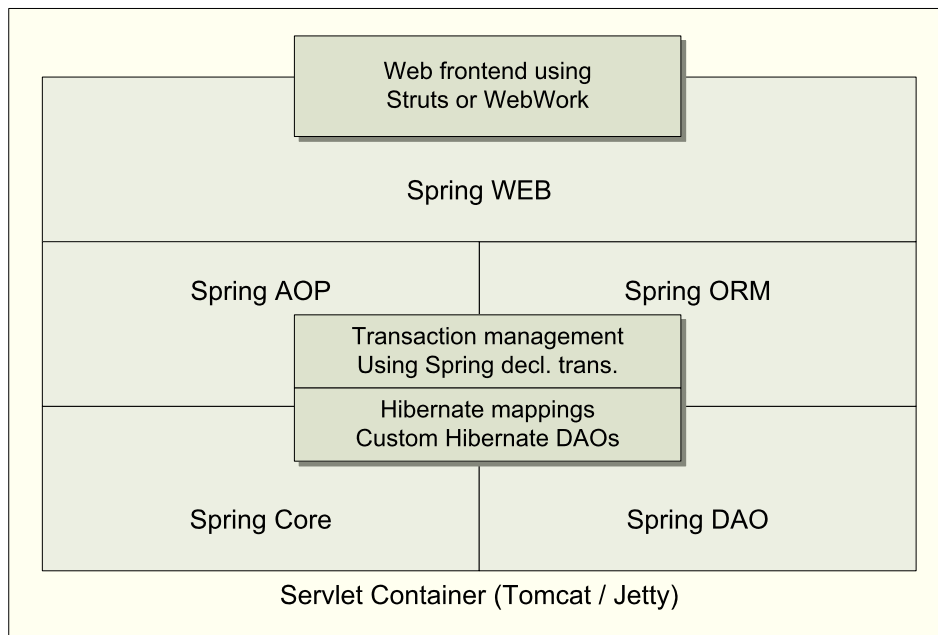 Web frontend using
Struts or WebWork
Spring WEB
Spring AOP
Spring ORM
Transaction management
Using Spring decl. trans.
Hibernate mappings
Custom Hibernate DAOs
Spring Core
Spring DAO
Servlet Container (Tomcat / Jetty)